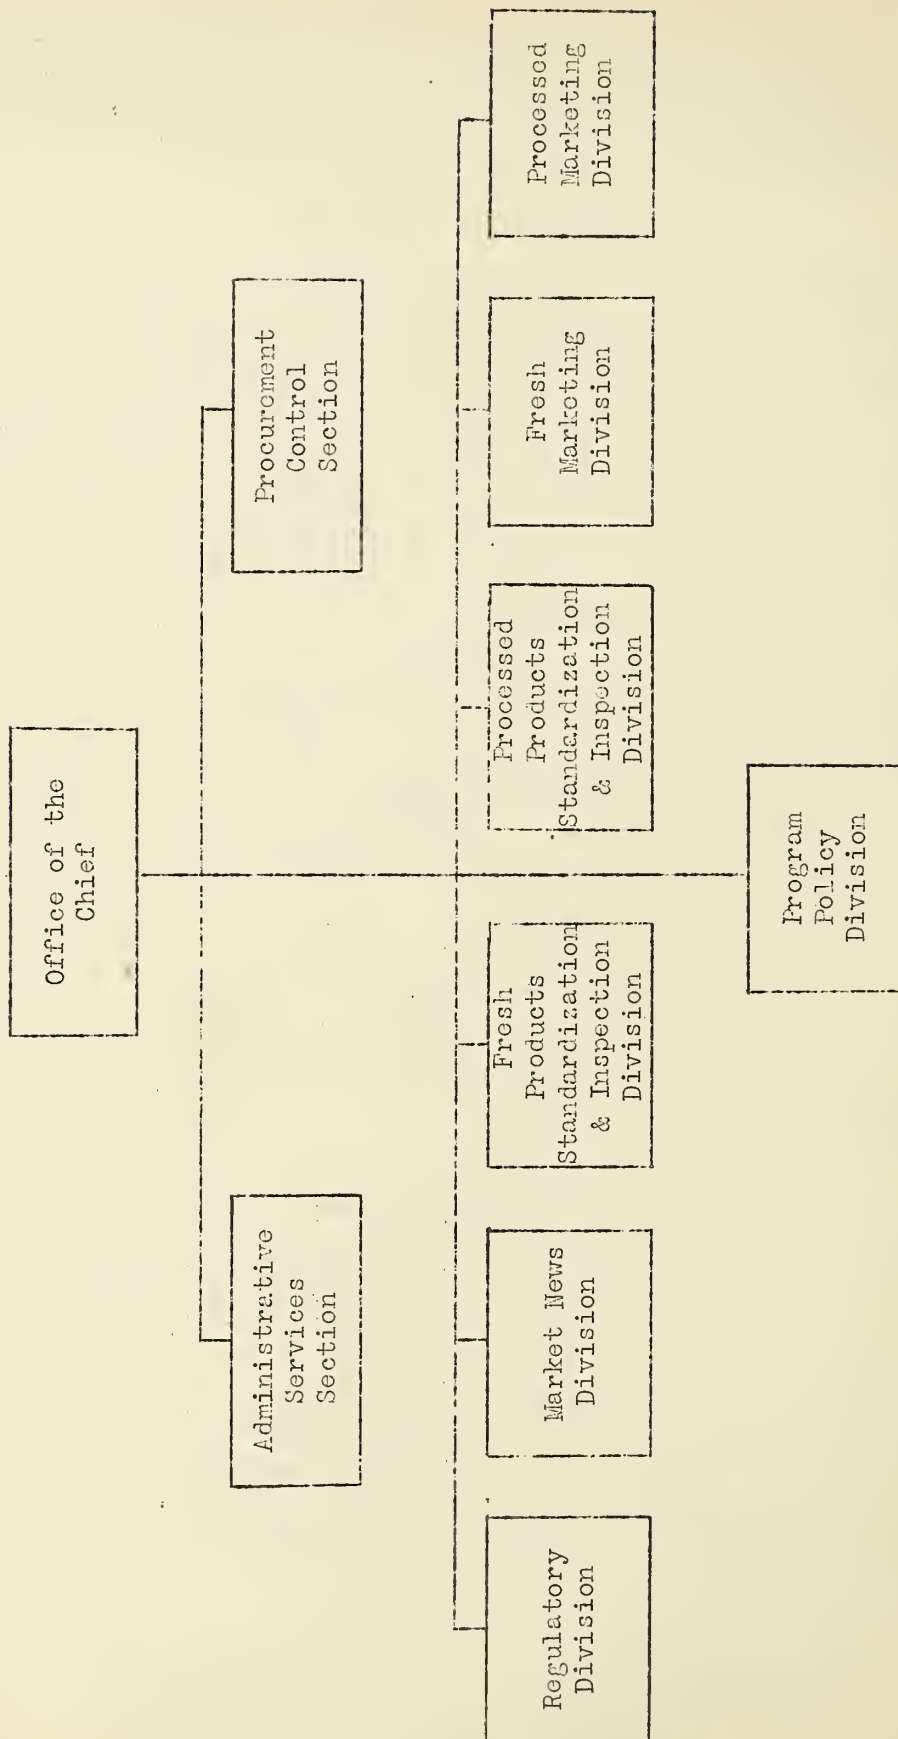 Office of the
Chief
Administrative
Services
Section
Procurement
Control
Section
Regulatory
Division
Market News
Division
Fresh
Products
Standardization
& Inspection
Division
Processed
Products
Standardization
& Inspection
Division
Fresh
Marketing
Division
Processed
Marketing
Division
Program
Policy
Division